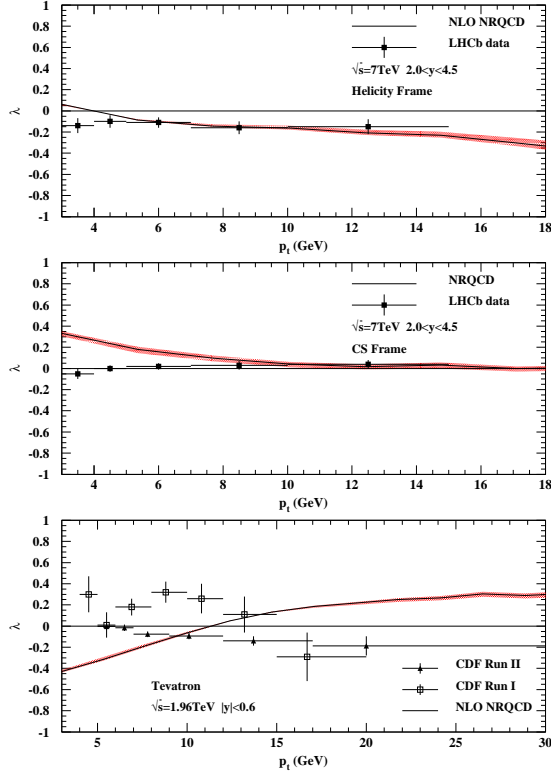 1
0.8
0.6
0.4
0.2
0
-0.2
-0.4
-0.6
-0.8
-1
λ
NLO NRQCD
LHCb data
√s=7TeV 2.0<y<4.5
Helicity Frame
4 6 8 10 12 14 16 18
p_t (GeV)
1
0.8
0.6
0.4
0.2
0
-0.2
-0.4
-0.6
-0.8
-1
λ
NRQCD
LHCb data
√s=7TeV 2.0<y<4.5
CS Frame
4 6 8 10 12 14 16 18
p_t (GeV)
1
0.8
0.6
0.4
0.2
0
-0.2
-0.4
-0.6
-0.8
-1
λ
Tevatron
√s=1.96TeV |y|<0.6
CDF Run II
CDF Run I
NLO NRQCD
5 10 15 20 25 30
p_t (GeV)